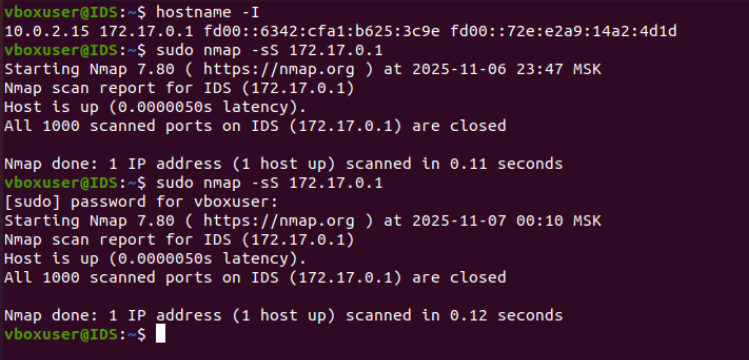 vboxuser@IDS:~$ hostname -I
10.0.2.15 172.17.0.1 fd00::6342:cfa1:b625:3c9e fd00::72e:e2a9:14a2:4d1d
vboxuser@IDS:~$ sudo nmap -sS 172.17.0.1
Starting Nmap 7.80 ( https://nmap.org ) at 2025-11-06 23:47 MSK
Nmap scan report for IDS (172.17.0.1)
Host is up (0.0000050s latency).
All 1000 scanned ports on IDS (172.17.0.1) are closed
Nmap done: 1 IP address (1 host up) scanned in 0.11 seconds
vboxuser@IDS:~$ sudo nmap -sS 172.17.0.1
[sudo] password for vboxuser:
Starting Nmap 7.80 ( https://nmap.org ) at 2025-11-07 00:10 MSK
Nmap scan report for IDS (172.17.0.1)
Host is up (0.0000050s latency).
All 1000 scanned ports on IDS (172.17.0.1) are closed
Nmap done: 1 IP address (1 host up) scanned in 0.12 seconds
vboxuser@IDS:~$